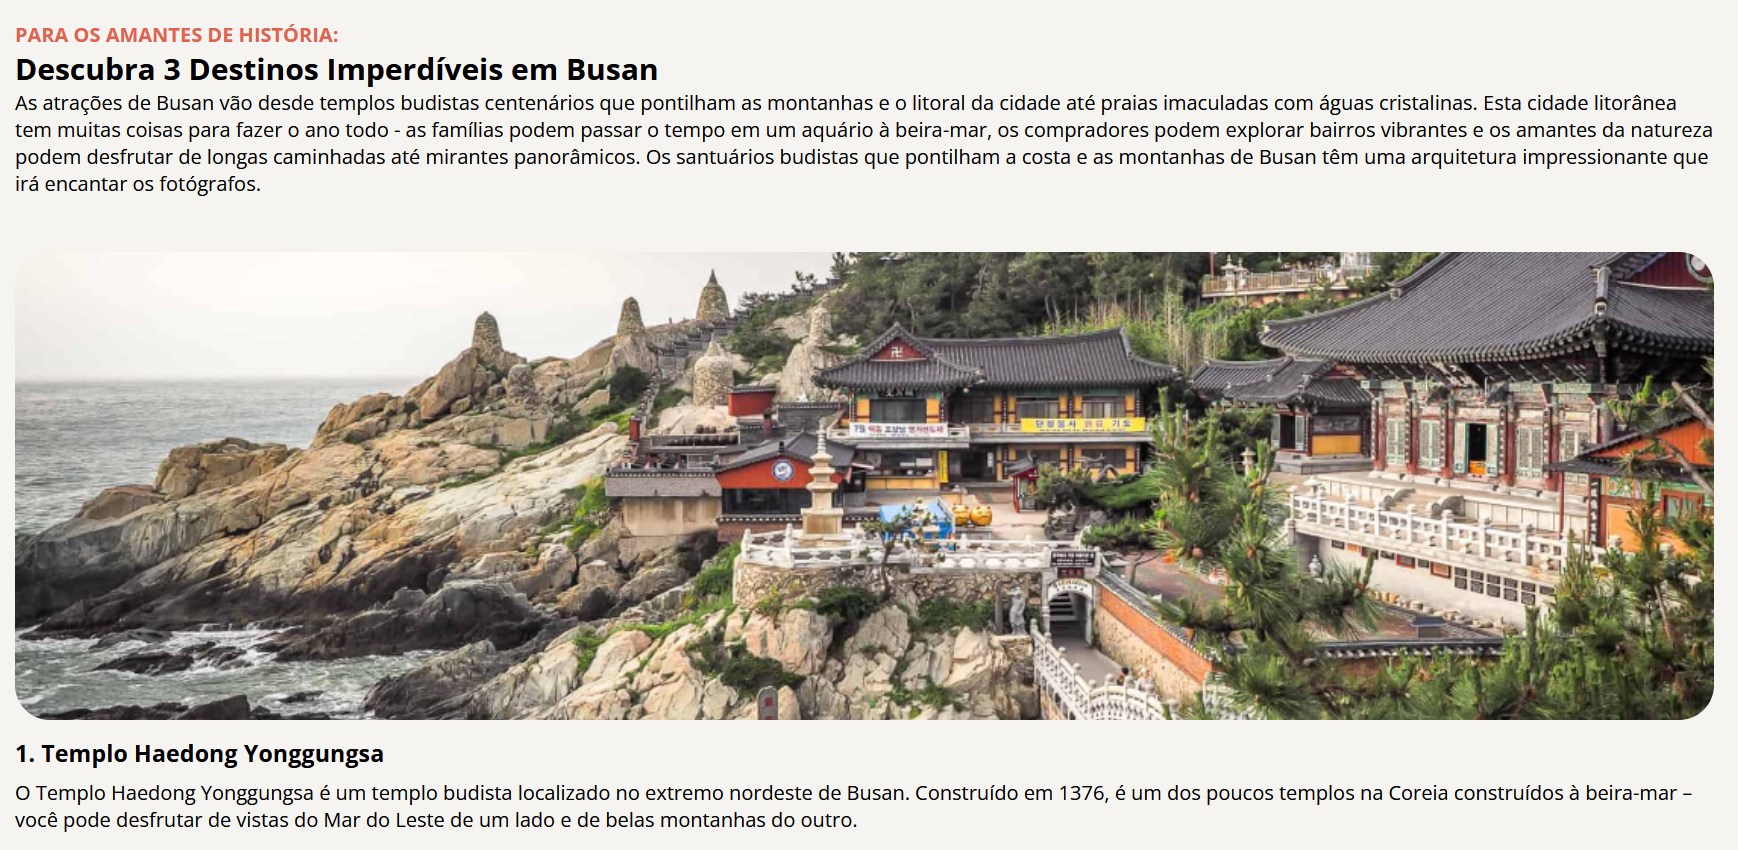 PARA OS AMANTES DE HISTÓRIA:
Descubra 3 Destinos Imperdíveis em Busan
As atrações de Busan vão desde templos budistas centenários que pontilham as montanhas e o litoral da cidade até praias imaculadas com águas cristalinas. Esta cidade litorânea
tem muitas coisas para fazer o ano todo - as famílias podem passar o tempo em um aquário à beira-mar, os compradores podem explorar bairros vibrantes e os amantes da natureza
podem desfrutar de longas caminhadas até mirantes panorâmicos. Os santuários budistas que pontilham a costa e as montanhas de Busan têm uma arquitetura impressionante que
irá encantar os fotógrafos.
1. Templo Haedong Yonggungsa
O Templo Haedong Yonggungsa é um templo budista localizado no extremo nordeste de Busan. Construído em 1376, é um dos poucos templos na Coreia construídos à beira-mar –
você pode desfrutar de vistas do Mar do Leste de um lado e de belas montanhas do outro.